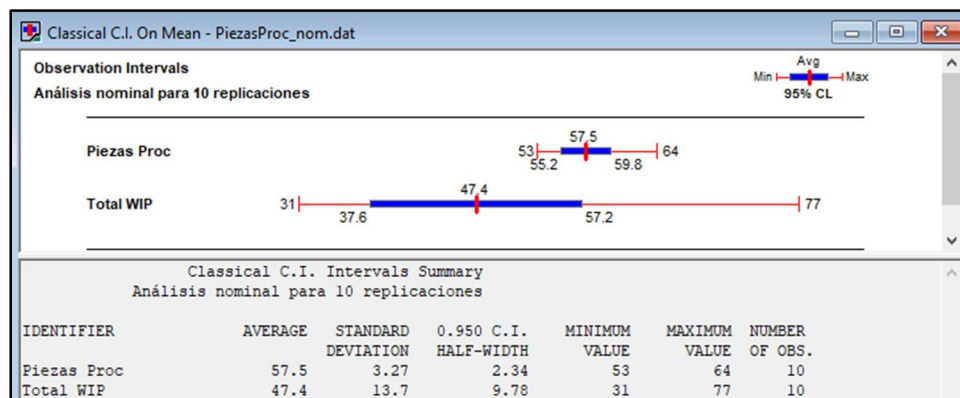 Classical C.I. On Mean - PiezasProc_nom.dat
Observation Intervals
Análisis nominal para 10 replicaciones
Avg
Min Max
95% CL
57.5
Piezas Proc 53 64
55.2 59.8
47.4
Total WIP 31 77
37.6 57.2
Classical C.I. Intervals Summary
Análisis nominal para 10 replicaciones
IDENTIFIER AVERAGE STANDARD 0.950 C.I. MINIMUM MAXIMUM NUMBER
DEVIATION HALF-WIDTH VALUE VALUE OF OBS.
Piezas Proc 57.5 3.27 2.34 53 64 10
Total WIP 47.4 13.7 9.78 31 77 10